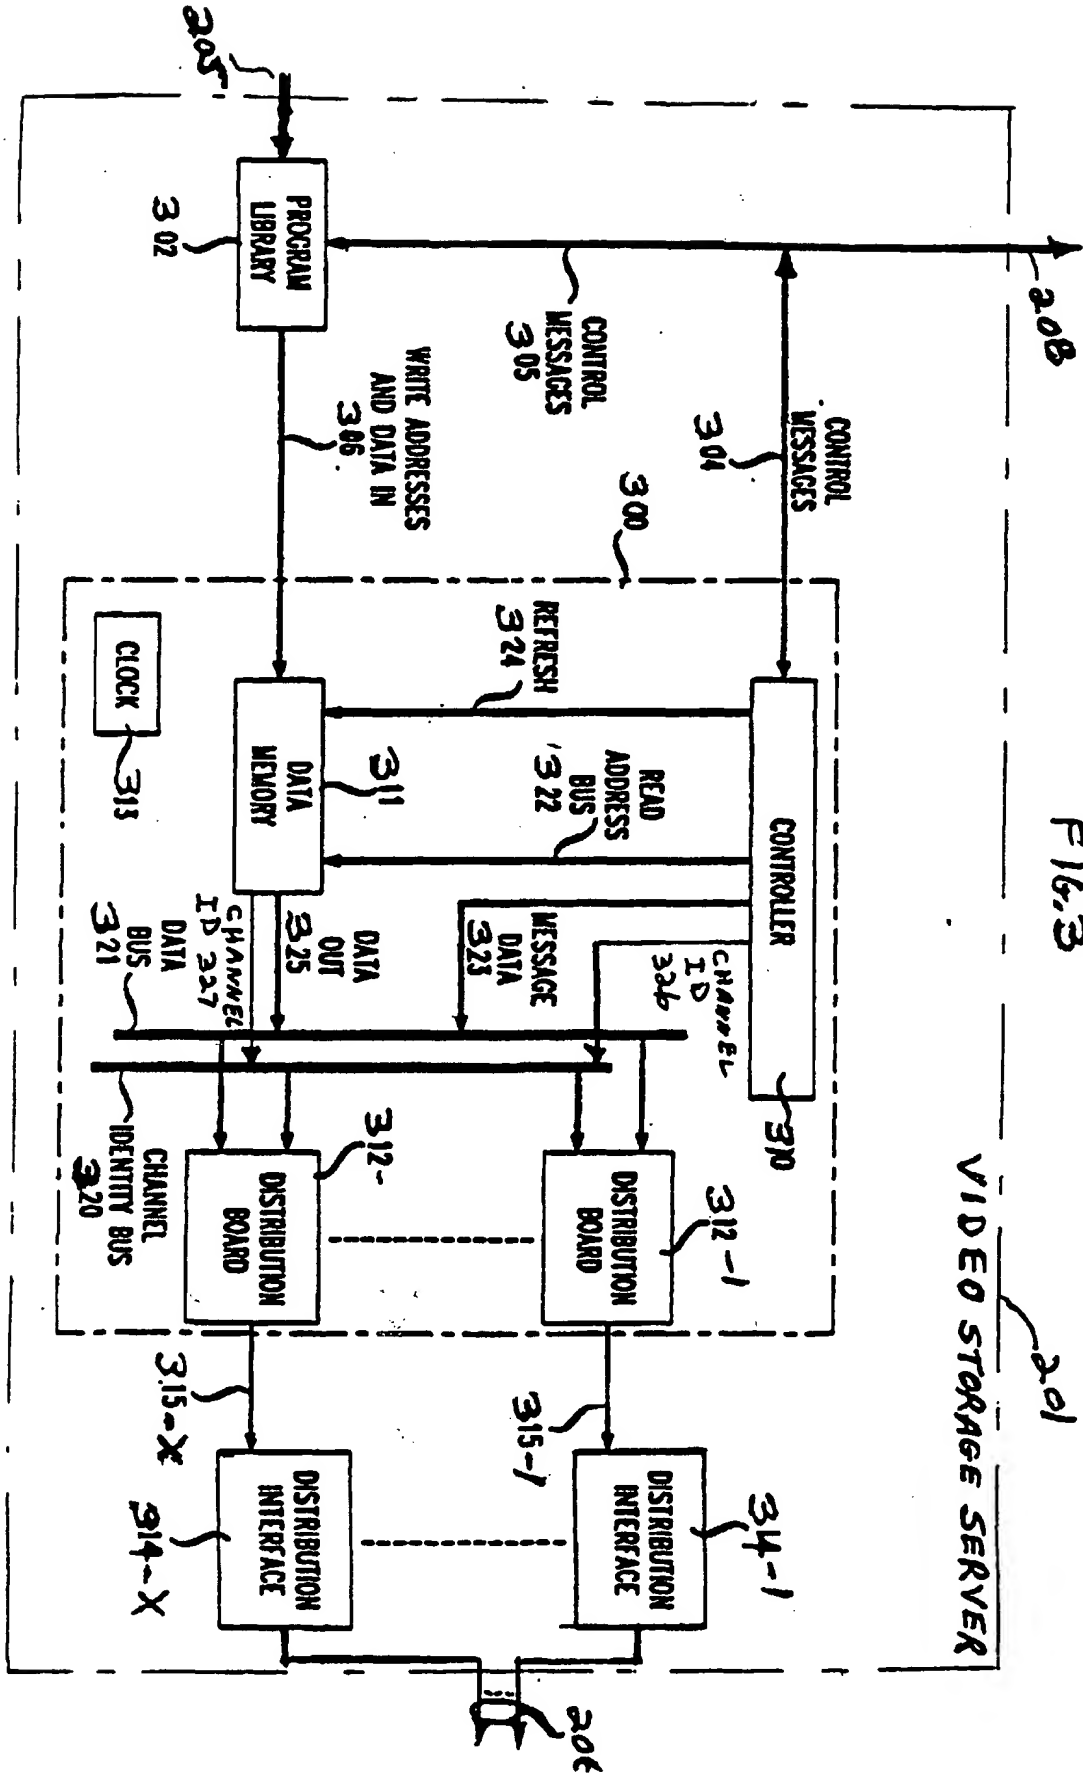 FIG.3
VIDEO STORAGE SERVER
201
208
205
PROGRAM
LIBRARY
302
CONTROL
MESSAGES
305
CONTROL
MESSAGES
304
WRITE ADDRESSES
AND DATA IN
306
300
CONTROLLER
310
REFRESH
324
READ
ADDRESS
BUS
322
MESSAGE
DATA
323
CHANNEL
ID
326
DATA
MEMORY
311
CLOCK
313
DATA
OUT
325
CHANNEL
ID 327
DATA
BUS
321
CHANNEL
IDENTITY BUS
320
DISTRIBUTION
BOARD
312-1
DISTRIBUTION
BOARD
312-
315-1
315-X
DISTRIBUTION
INTERFACE
314-1
DISTRIBUTION
INTERFACE
314-X